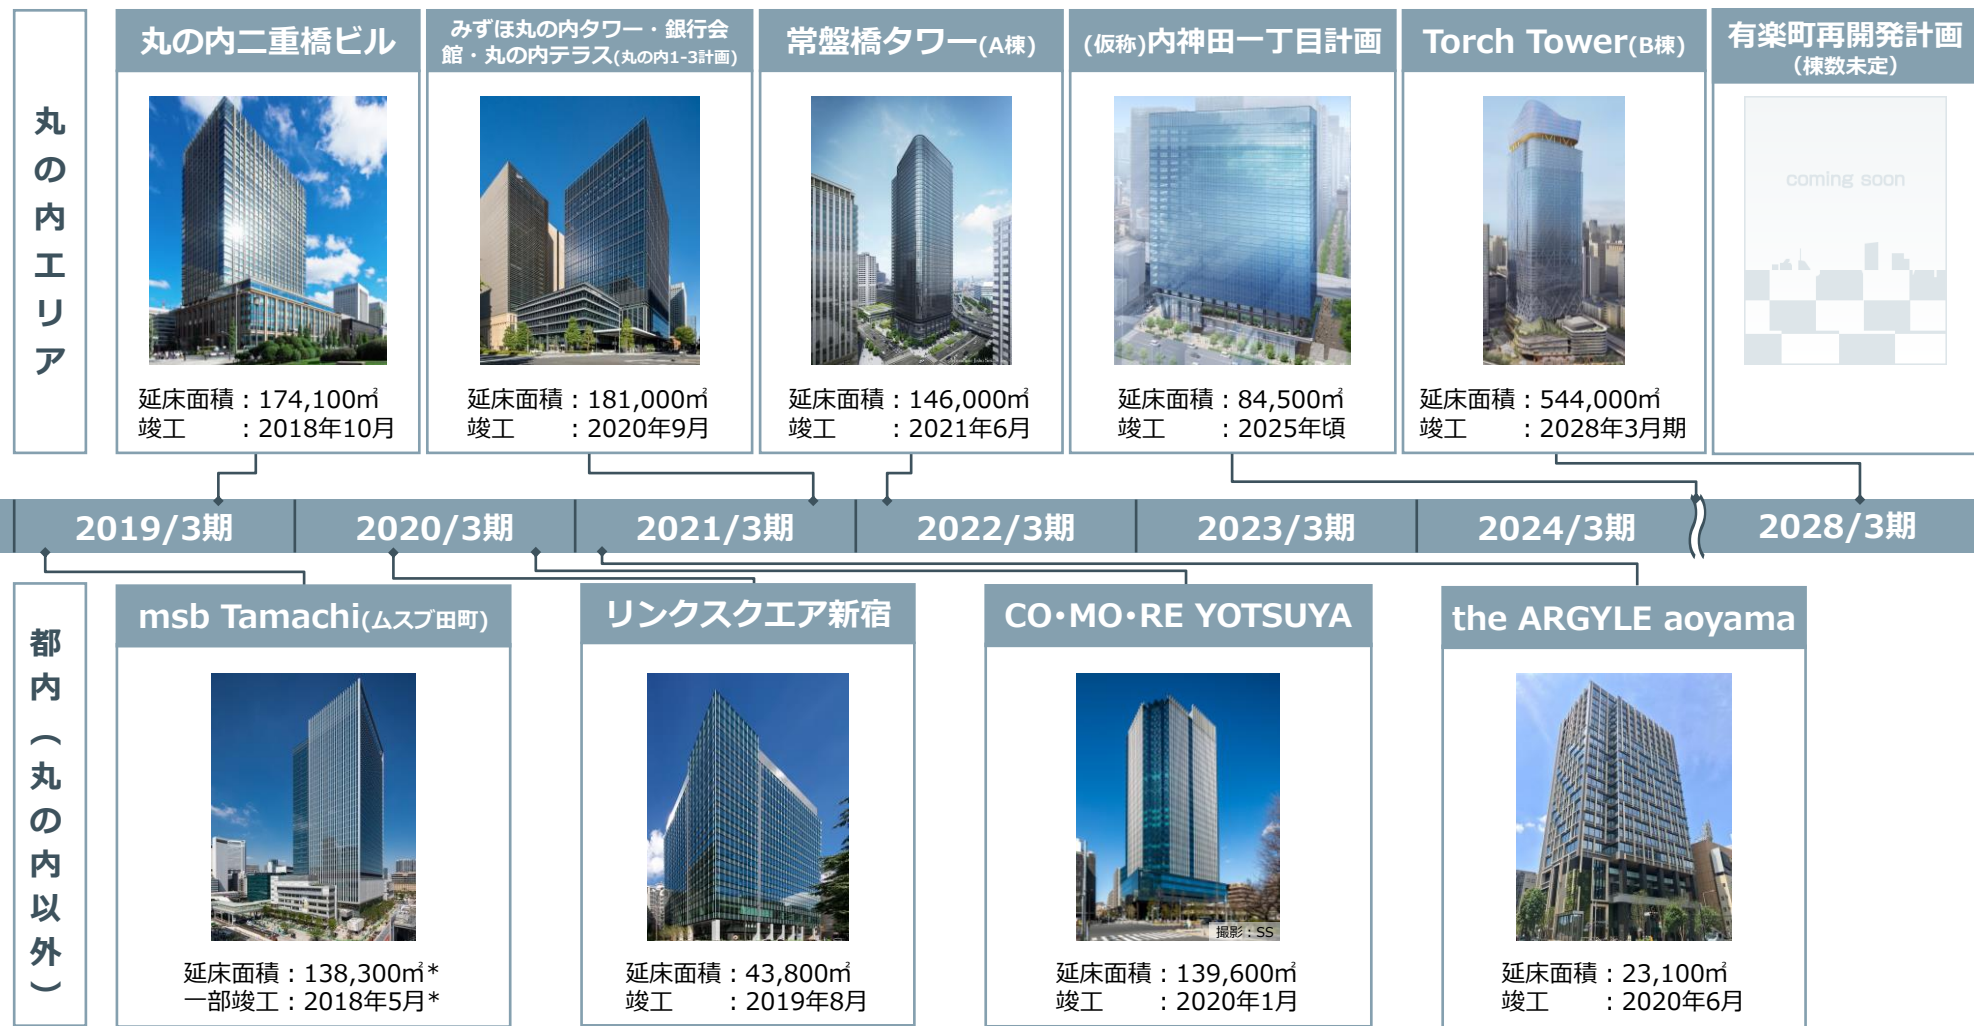 丸の内エリア
丸の内二重橋ビル
延床面積：174,100㎡
竣工　　：2018年10月
みずほ丸の内タワー・銀行会
館・丸の内テラス(丸の内1-3計画)
延床面積：181,000㎡
竣工　　：2020年9月
常盤橋タワー(A棟)
延床面積：146,000㎡
竣工　　：2021年6月
(仮称)内神田一丁目計画
延床面積：84,500㎡
竣工　　：2025年頃
Torch Tower(B棟)
延床面積：544,000㎡
竣工　　：2028年3月期
有楽町再開発計画
（棟数未定）
coming soon
2019/3期
2020/3期
2021/3期
2022/3期
2023/3期
2024/3期
2028/3期
都内（丸の内以外）
msb Tamachi(ムスブ田町)
延床面積：138,300㎡*
一部竣工：2018年5月*
リンクスクエア新宿
延床面積：43,800㎡
竣工　　：2019年8月
CO・MO・RE YOTSUYA
撮影：SS
延床面積：139,600㎡
竣工　　：2020年1月
the ARGYLE aoyama
延床面積：23,100㎡
竣工　　：2020年6月